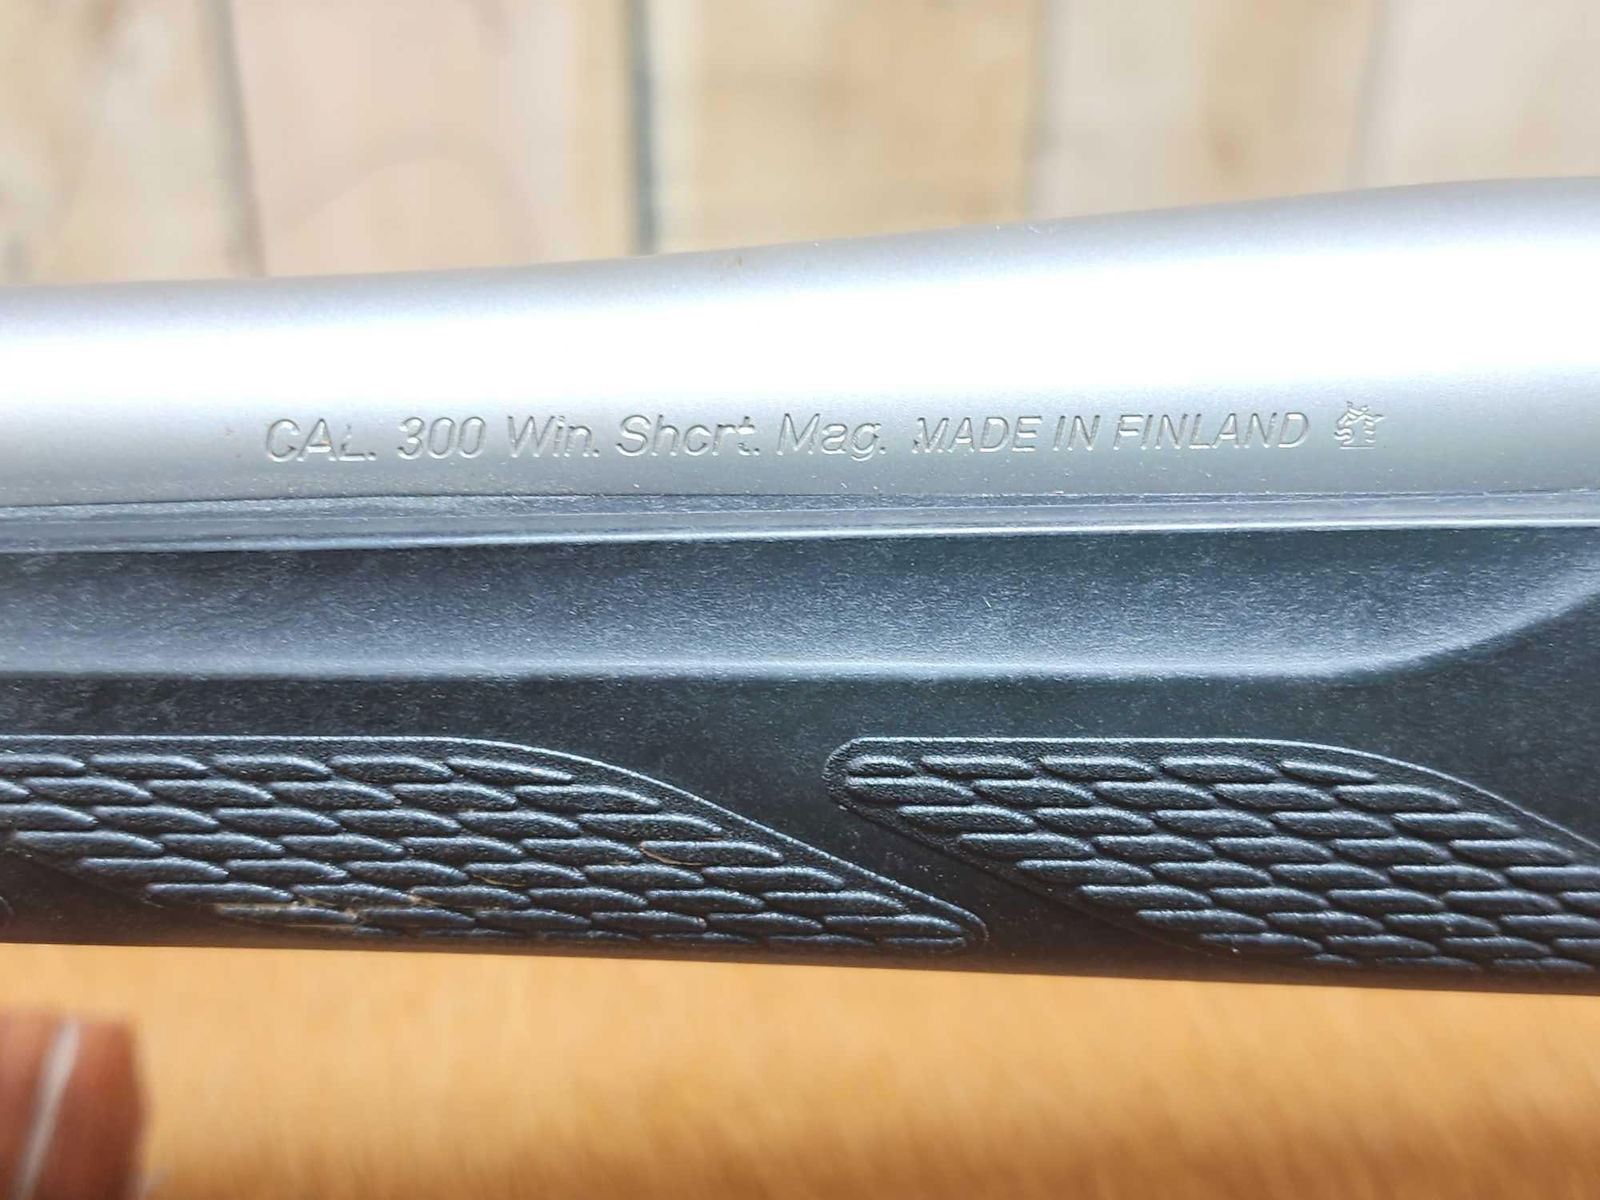 CAL. 300 Win. Short. Mag. MADE IN FINLAND